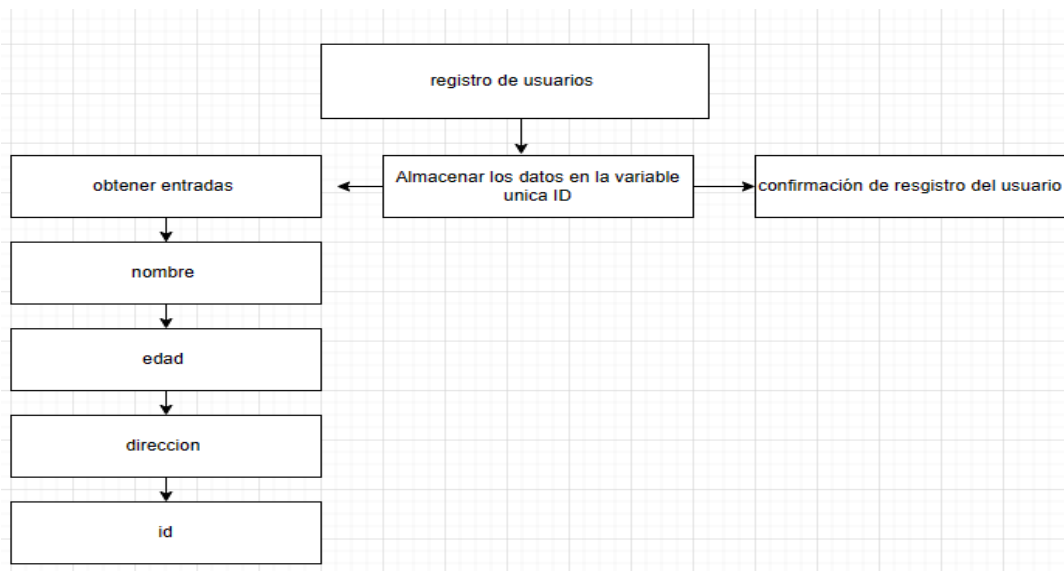 registro de usuarios
obtener entradas
Almacenar los datos en la variable
unica ID
confirmación de resgistro del usuario
nombre
edad
direccion
id